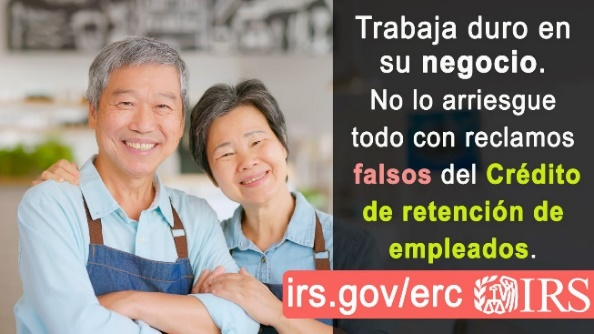 Trabaja duro en
su negocio.
No lo arriesgue
todo con reclamos
falsos del Crédito
de retención de
empleados.
irs.gov/erc IRS